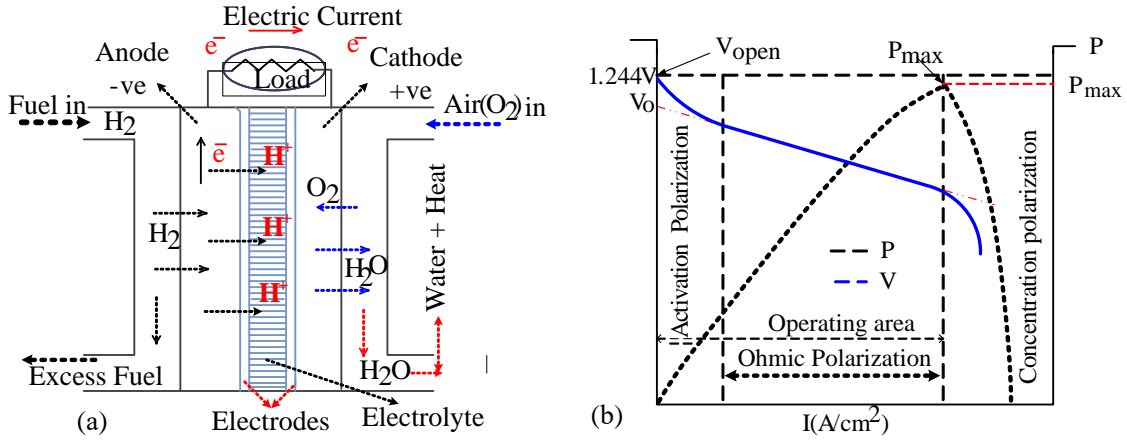 Electric Current
e⁻ e⁻
Anode Cathode
Load
-ve +ve
Fuel in Air(O₂) in
H₂
e⁻ H⁺
O₂
H⁺
H₂ H₂O
Water + Heat
H⁺
H₂O
Excess Fuel
Electrodes Electrolyte
(a)
Vopen P
Pmax
1.244V
Pmax
Vo
Activation Polarization
Concentration polarization
P
V
Operating area
Ohmic Polarization
I(A/cm²)
(b)